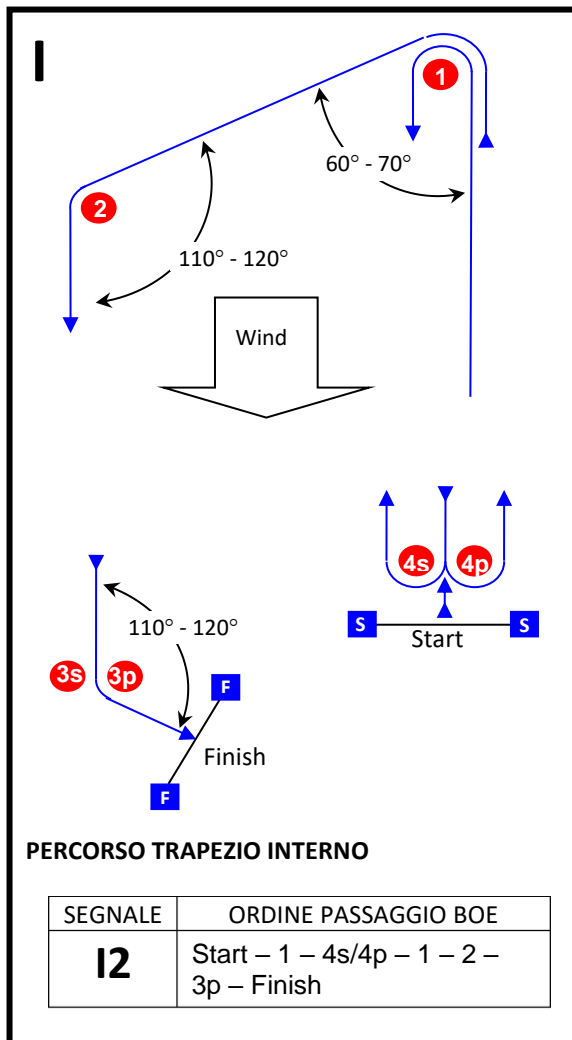 I
1
60° - 70°
2
110° - 120°
Wind
4s 4p
S S
Start
110° - 120°
3s 3p
F
Finish
F
PERCORSO TRAPEZIO INTERNO
SEGNALE ORDINE PASSAGGIO BOE
I2 Start – 1 – 4s/4p – 1 – 2 –
3p – Finish